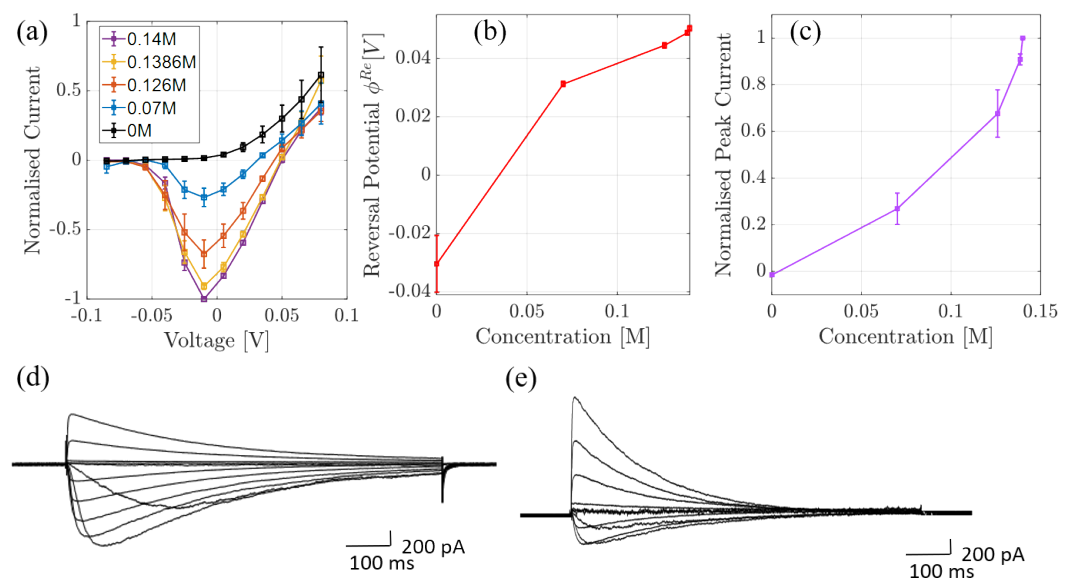 (a)
0.14M
0.1386M
0.126M
0.07M
0M
1
0.5
0
-0.5
-1
Normalised Current
-0.1
-0.05
0
0.05
0.1
Voltage [V]
(b)
0.04
0.02
0
-0.02
-0.04
Reversal Potential ϕ^{Re}[V]
0
0.05
0.1
Concentration [M]
(c)
1
0.8
0.6
0.4
0.2
0
Normalised Peak Current
0
0.05
0.1
0.15
Concentration [M]
(d)
200 pA
100 ms
(e)
200 pA
100 ms